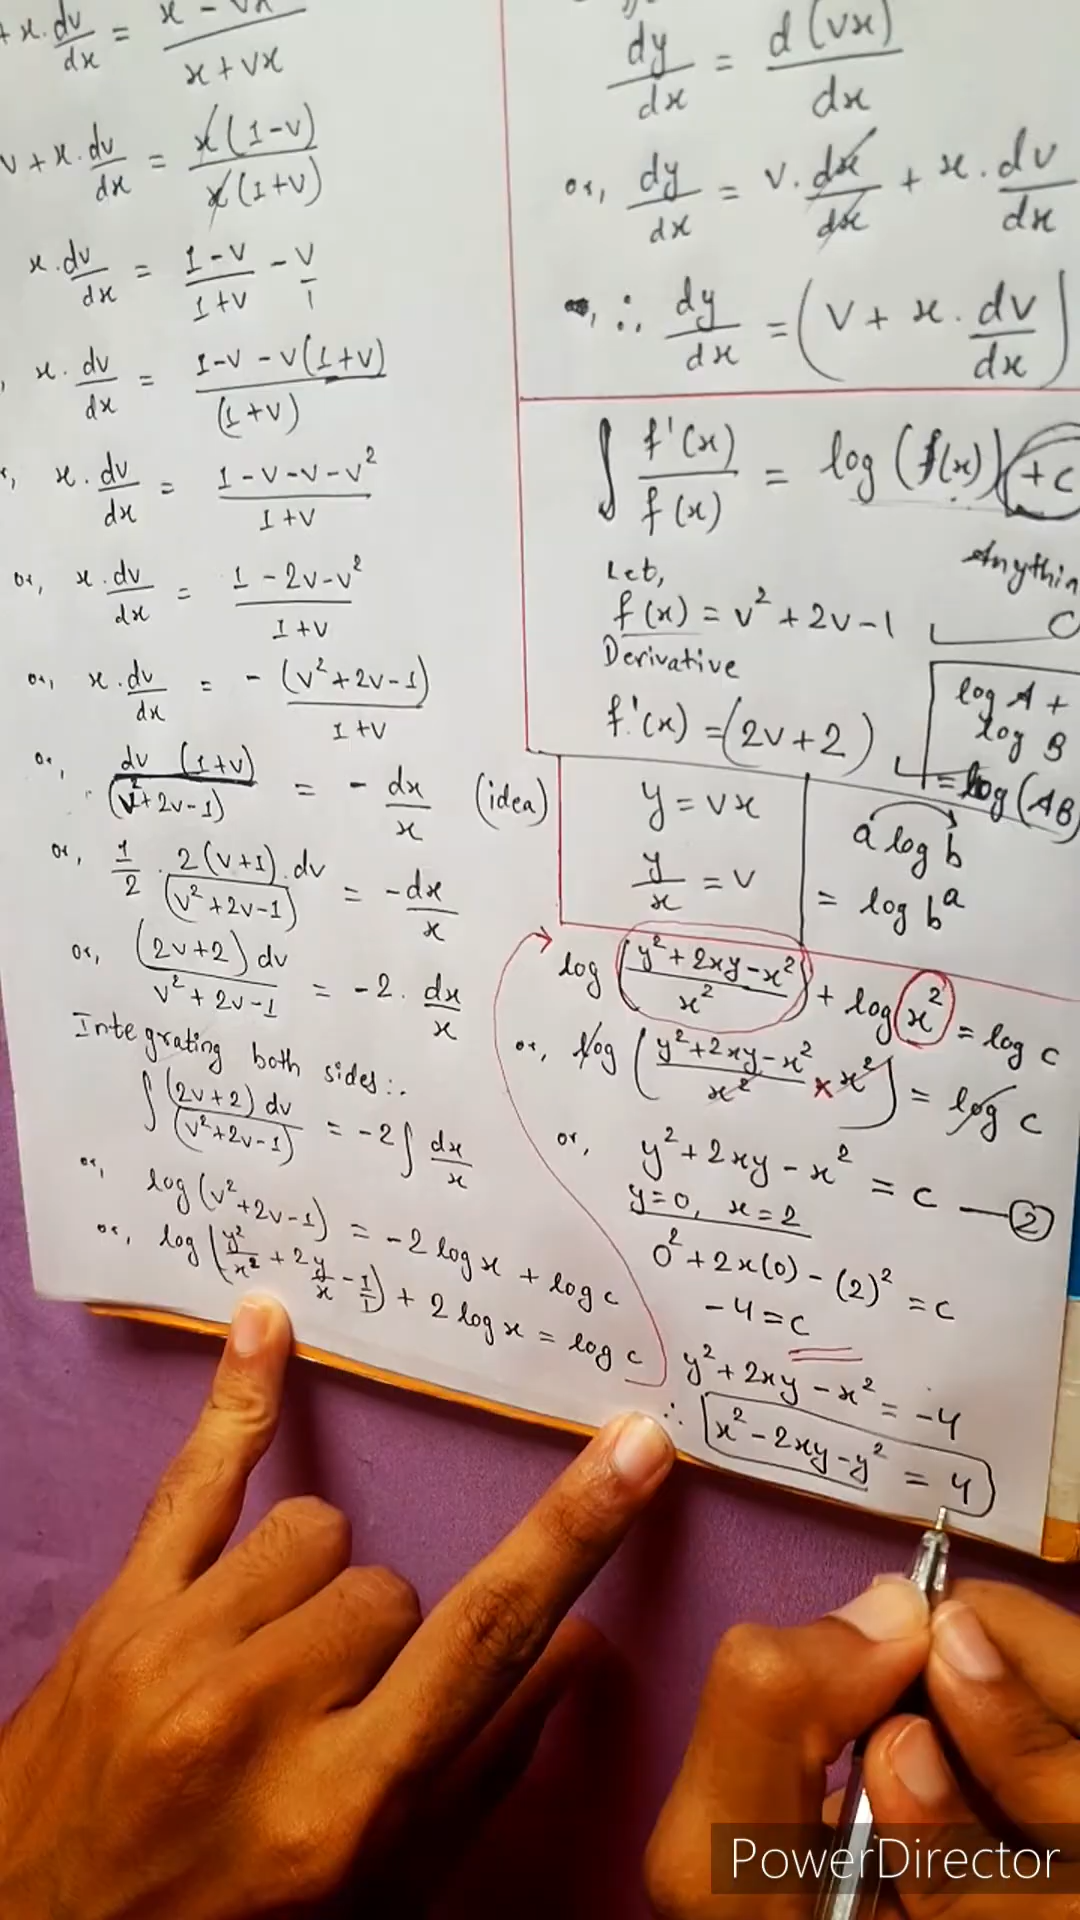 + x.dv/dx = x - vx / x + vx
v + x.dv/dx = x(1-v) / x(1+v)
x.dv/dx = 1-v / 1+v - v/1
, x.dv/dx = 1-v - v(1+v) / (1+v)
, x.dv/dx = 1-v-v-v² / 1+v
or, x.dv/dx = 1-2v-v² / 1+v
or, x.dv/dx = - (v²+2v-1) / 1+v
or, dv (1+v) / (v²+2v-1) = - dx/x (idea)
or, 1/2 . 2(v+1).dv / (v²+2v-1) = -dx/x
or, (2v+2) dv / v²+2v-1 = -2. dx/x
Integrating both sides:.
∫ (2v+2) dv / (v²+2v-1) = -2∫ dx/x
or, log(v²+2v-1) = -2 log x + log c
or, log(y²/x² + 2y/x - 1/1) + 2 log x = log c
dy/dx = d(vx)/dx
or, dy/dx = v.dx/dx + x.dv/dx
∴ dy/dx = (v + x.dv/dx)
∫ f'(x)/f(x) = log(f(x)) + c
Let,
f(x) = v²+2v-1
Derivative
f'(x) = (2v+2)
log A +
log B
= log(AB
y = vx
y/x = v
a log b
= log bᵃ
log (y²+2xy-x² / x²) + log x² = log c
or, log (y²+2xy-x² / x² × x²) = log c
or, y²+2xy-x² = c — ②
y=0, x=2
0²+2x(0)-(2)² = c
-4 = c
y²+2xy-x² = -4
∴ x²-2xy-y² = 4
PowerDirector